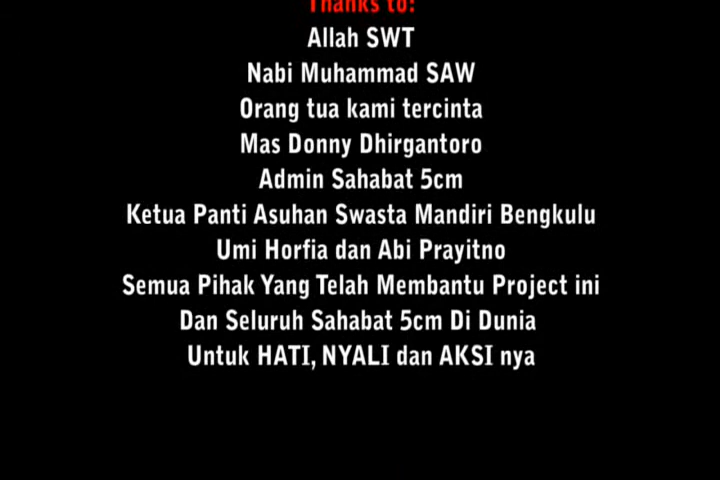 Thanks to:
Allah SWT
Nabi Muhammad SAW
Orang tua kami tercinta
Mas Donny Dhirgantoro
Admin Sahabat 5cm
Ketua Panti Asuhan Swasta Mandiri Bengkulu
Umi Horfia dan Abi Prayitno
Semua Pihak Yang Telah Membantu Project ini
Dan Seluruh Sahabat 5cm Di Dunia
Untuk HATI, NYALI dan AKSI nya